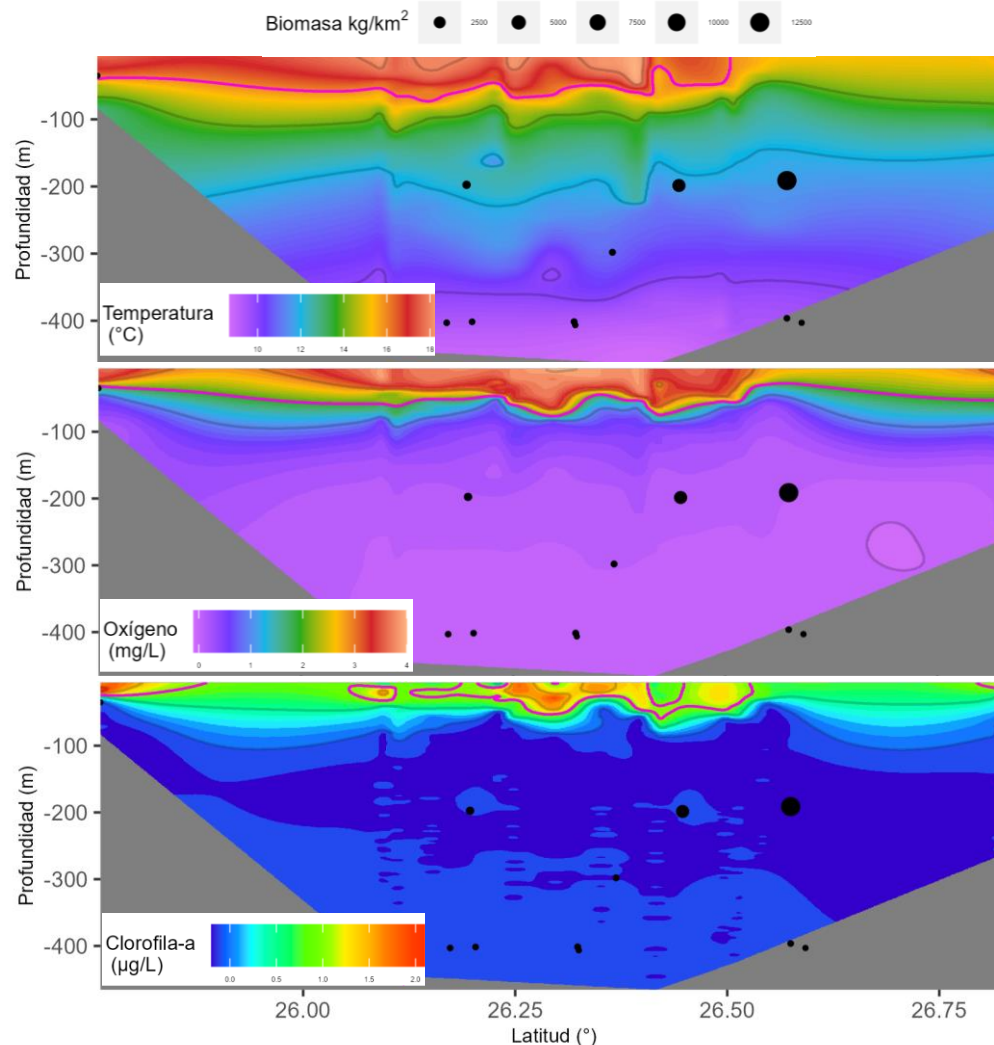 Biomasa kg/km² 2500 5000 7500 10000 12500
Profundidad (m)
-100
-200
-300
-400
Temperatura
(°C)
10 12 14 16 18
Profundidad (m)
-100
-200
-300
-400
Oxígeno
(mg/L)
0 1 2 3 4
Profundidad (m)
-100
-200
-300
-400
Clorofila-a
(µg/L)
0.0 0.5 1.0 1.5 2.0
26.00 26.25 26.50 26.75
Latitud (°)